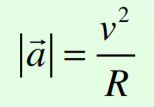 |a⃗| = v²/R